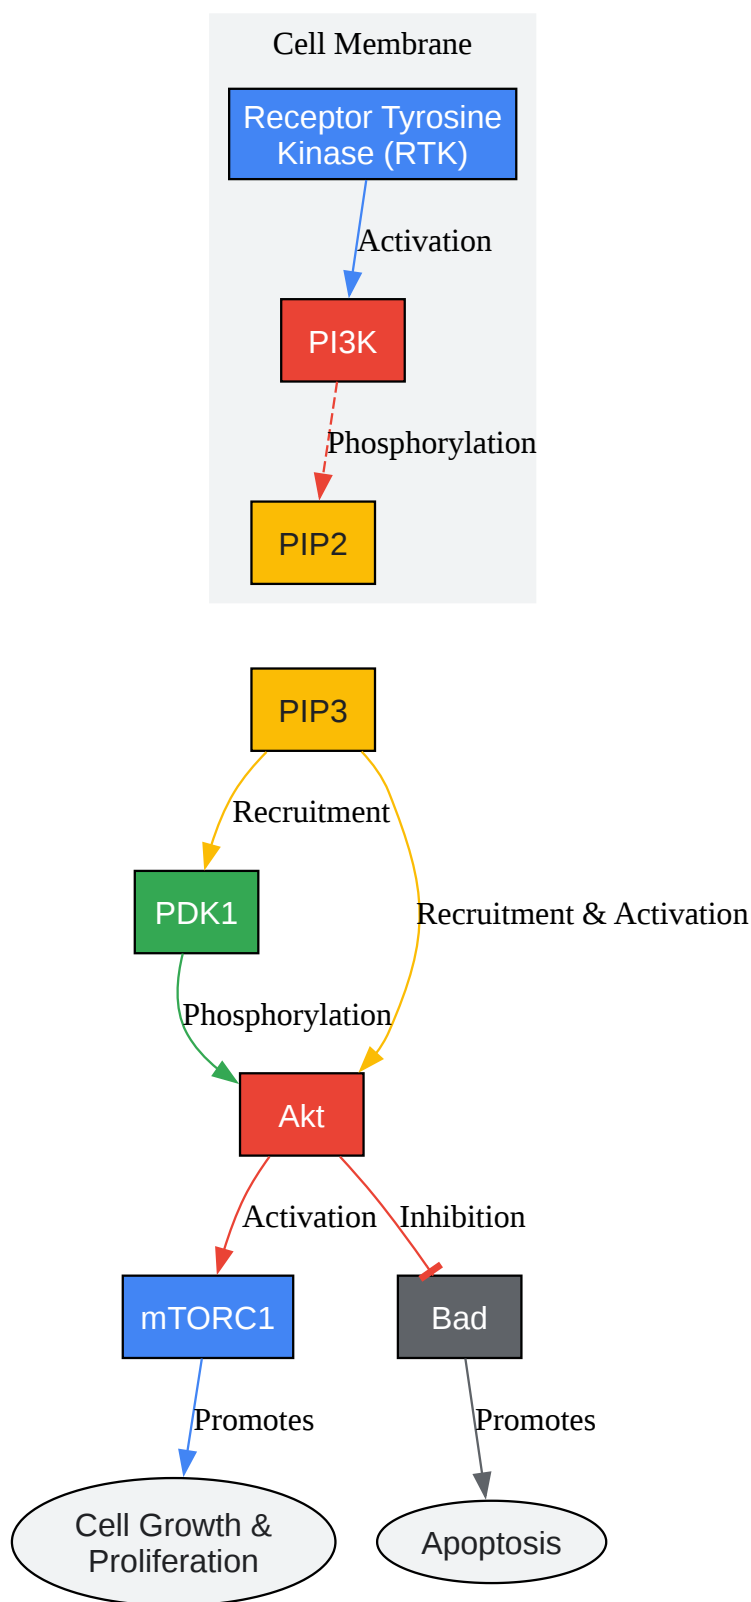 Cell Membrane
Receptor Tyrosine
Kinase (RTK)
Activation
PI3K
Phosphorylation
PIP2
PIP3
Recruitment
PDK1
Recruitment & Activation
Phosphorylation
Akt
Activation
Inhibition
mTORC1
Bad
Promotes
Promotes
Cell Growth &
Proliferation
Apoptosis